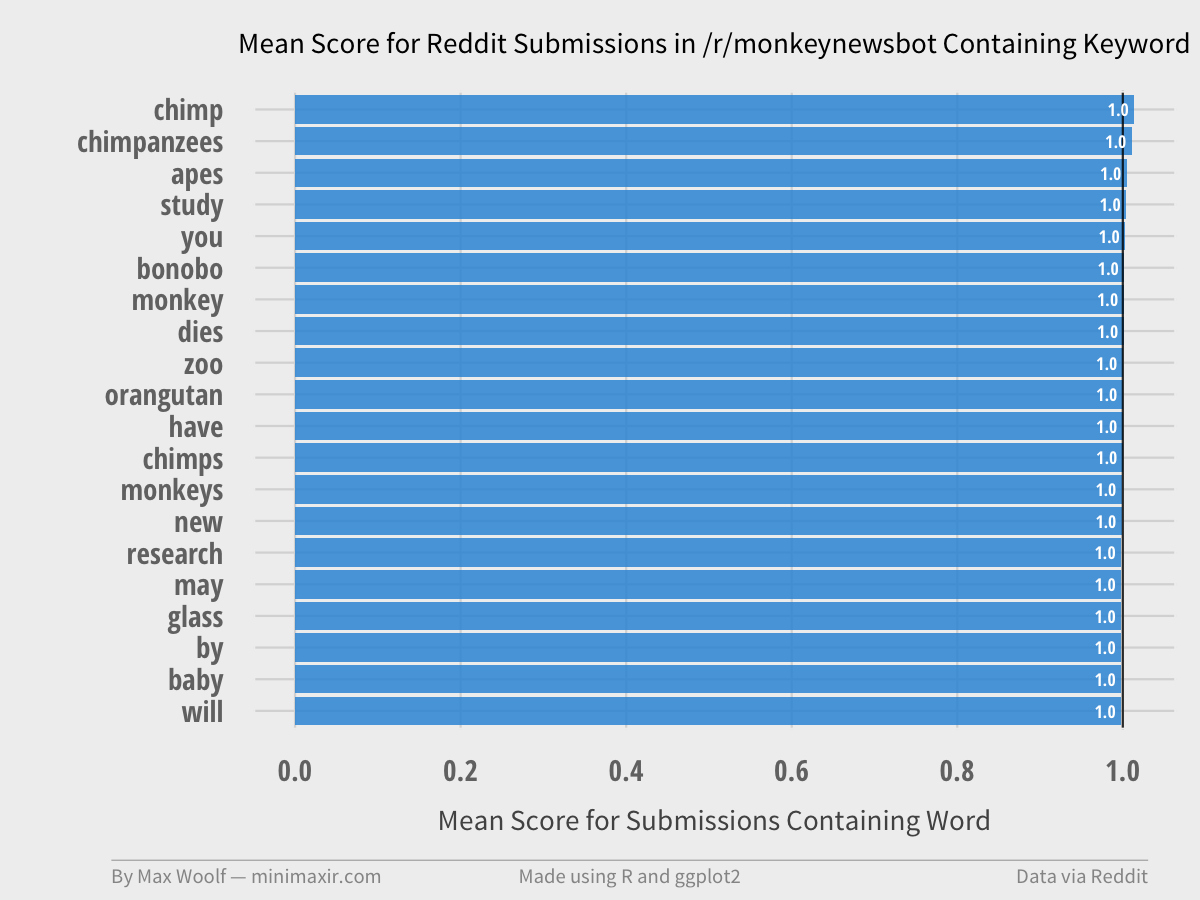 Mean Score for Reddit Submissions in /r/monkeynewsbot Containing Keyword
chimp 1.0
chimpanzees 1.0
apes 1.0
study 1.0
you 1.0
bonobo 1.0
monkey 1.0
dies 1.0
zoo 1.0
orangutan 1.0
have 1.0
chimps 1.0
monkeys 1.0
new 1.0
research 1.0
may 1.0
glass 1.0
by 1.0
baby 1.0
will 1.0
0.0 0.2 0.4 0.6 0.8 1.0
Mean Score for Submissions Containing Word
By Max Woolf — minimaxir.com Made using R and ggplot2 Data via Reddit